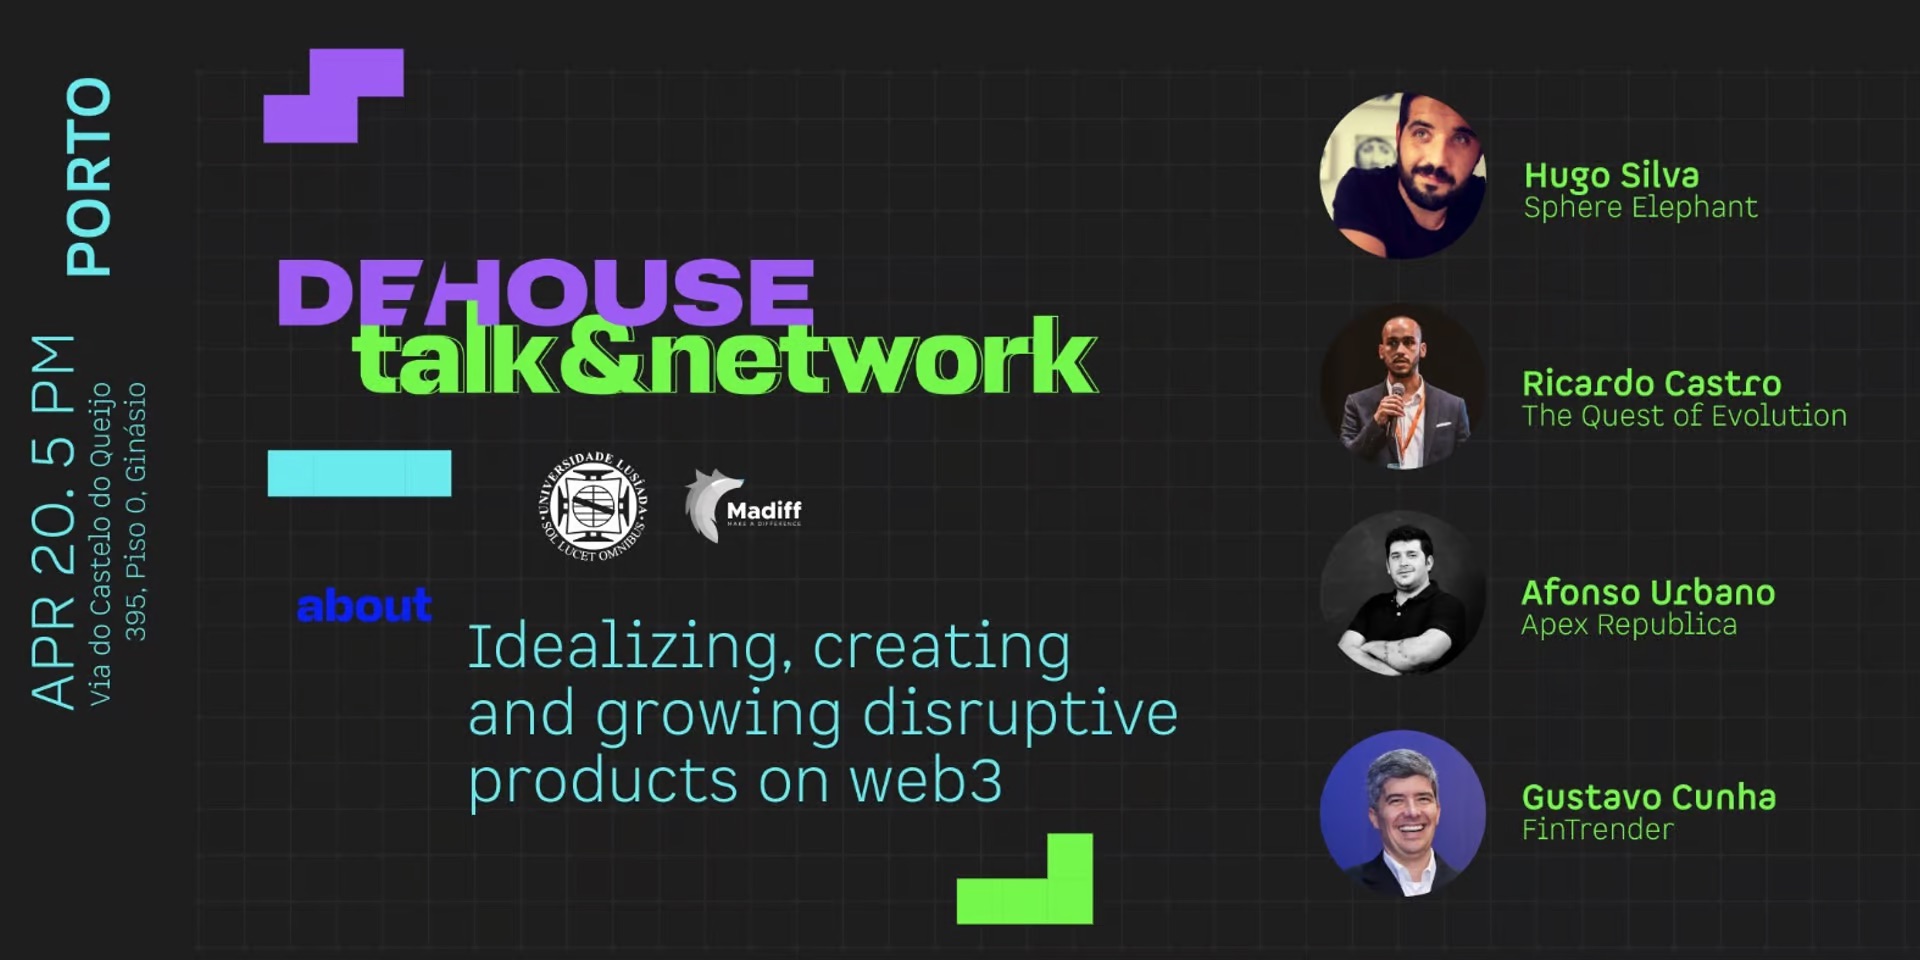 PORTO
APR 20. 5 PM
Via do Castelo do Queijo
395, Piso 0, Ginásio
DEHOUSE
talk&network
UNIVERSIDADE LUSÍADA
SOL LUCET OMNIBUS
Madiff
MAKE A DIFFERENCE
about
Idealizing, creating
and growing disruptive
products on web3
Hugo Silva
Sphere Elephant
Ricardo Castro
The Quest of Evolution
Afonso Urbano
Apex Republica
Gustavo Cunha
FinTrender